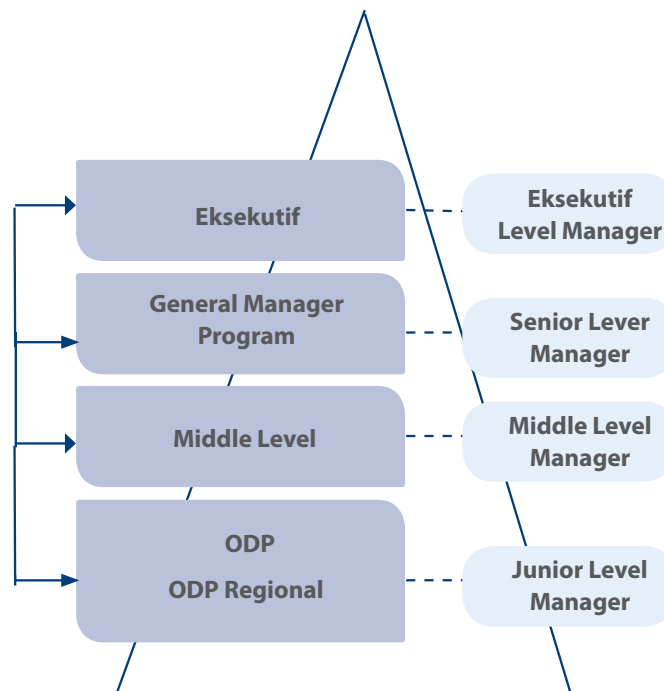 Eksekutif
Eksekutif
Level Manager
General Manager
Program
Senior Lever
Manager
Middle Level
Middle Level
Manager
ODP
ODP Regional
Junior Level
Manager